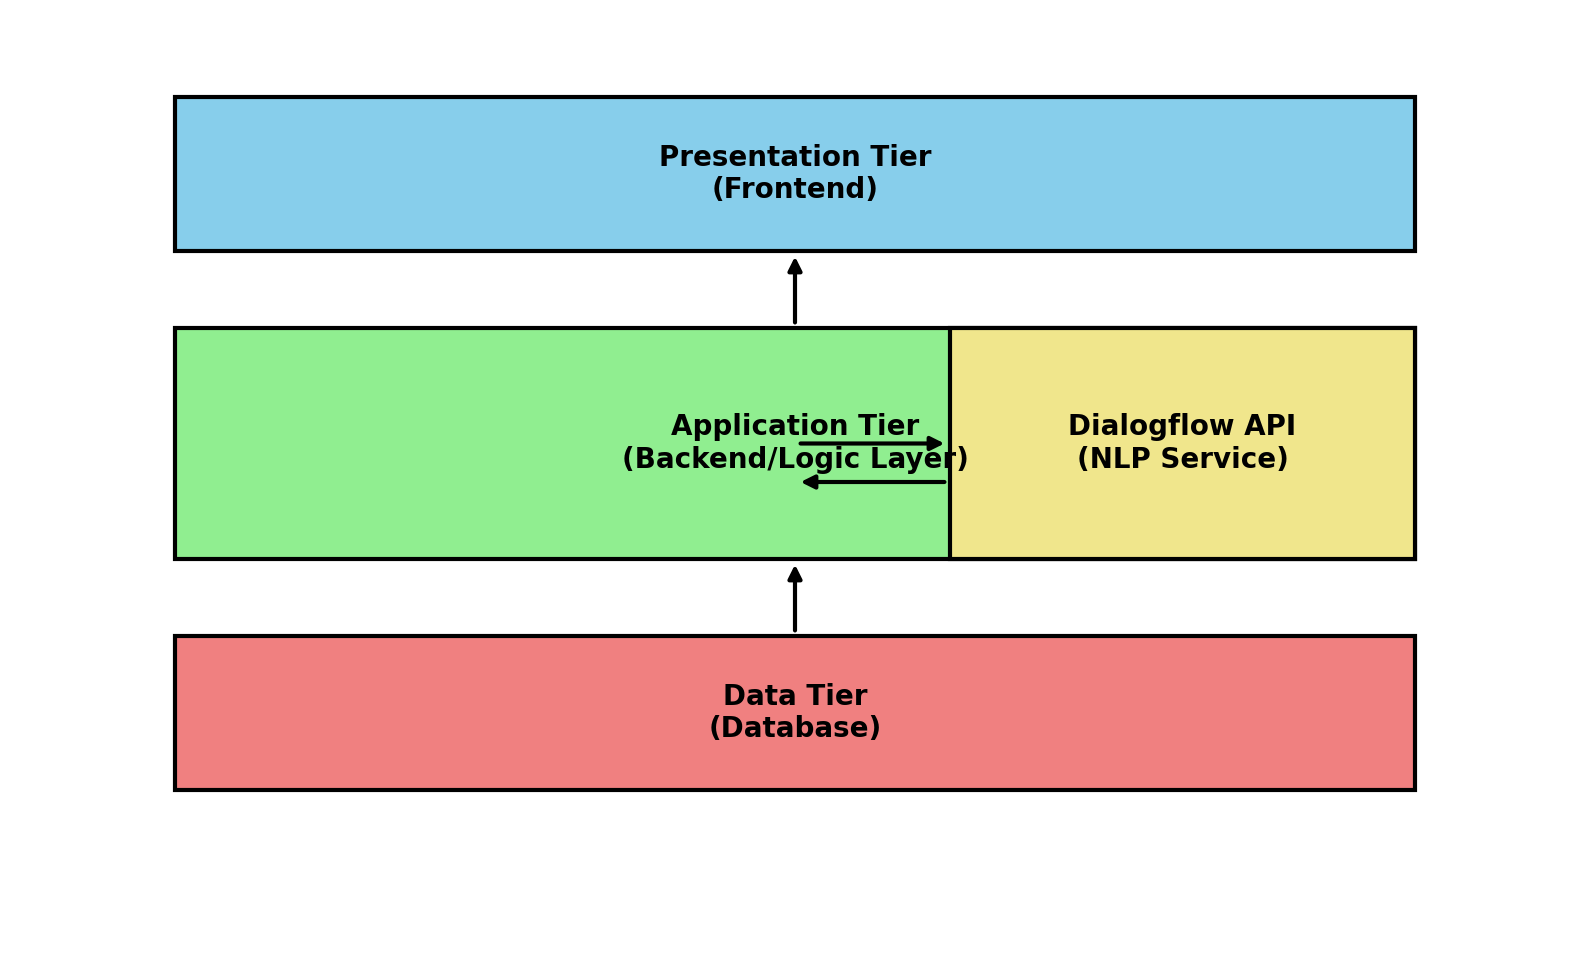 Presentation Tier
(Frontend)
Application Tier
(Backend/Logic Layer)
Dialogflow API
(NLP Service)
Data Tier
(Database)